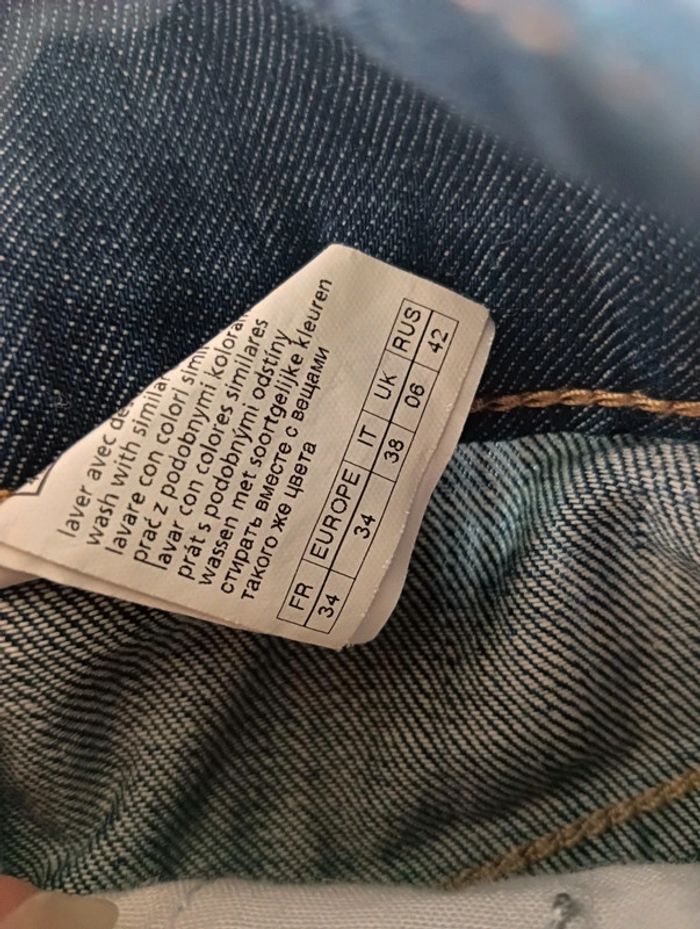 laver avec de
wash with simila
lavare con colori simil
prać z podobnymi kolora
lavar con colores similares
prát s podobnými odstíny
wassen met soortgelijke kleuren
стирать вместе с вещами
такого же цвета
FR EUROPE IT UK RUS
34 34 38 06 42